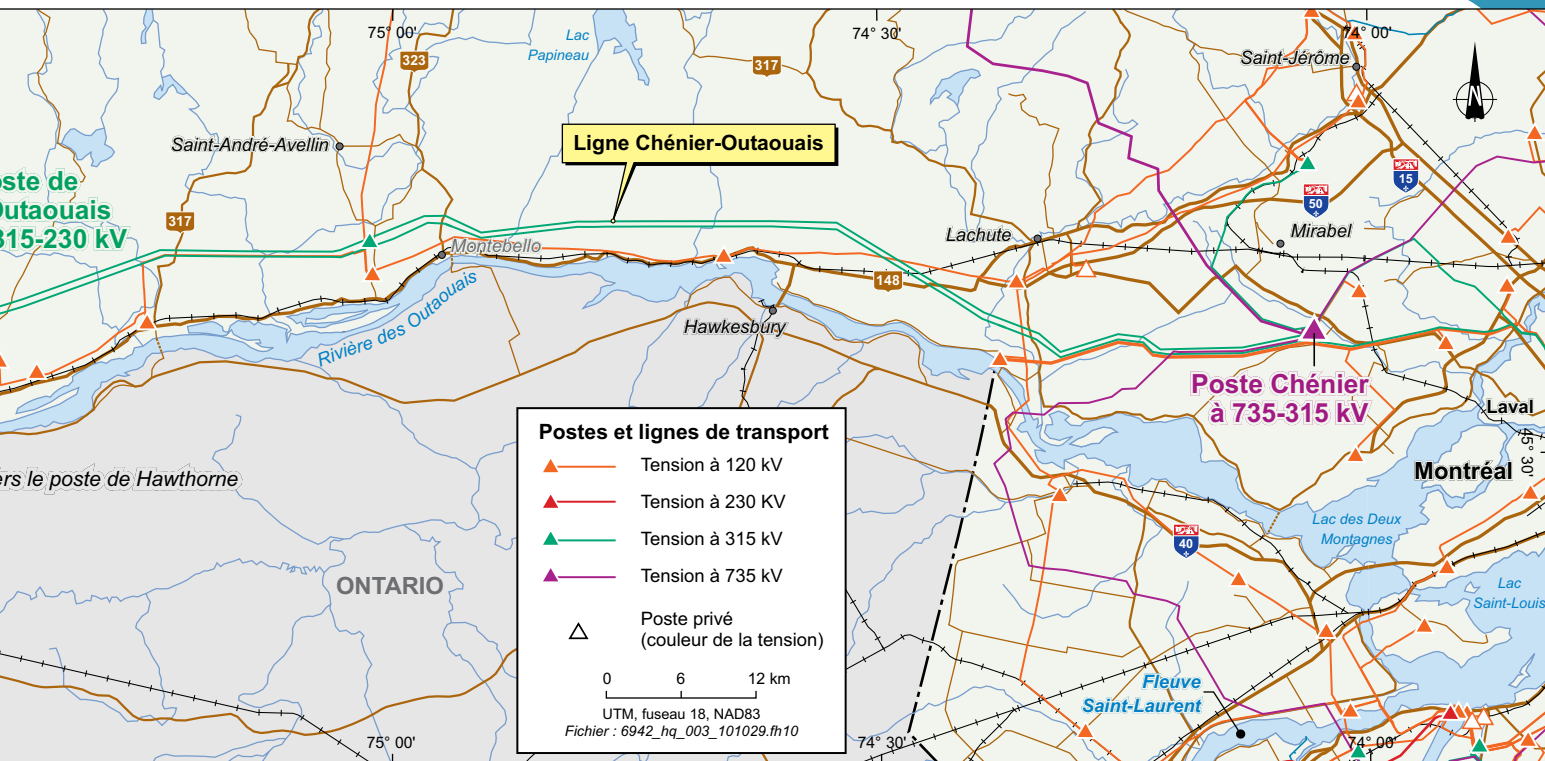 75° 00'
74° 30'
74° 00'
Lac
Papineau
323
317
Saint-Jérôme
N
Saint-André-Avellin
Ligne Chénier-Outaouais
15
50
317
Outaouais
315-230 kV
Mirabel
Lachute
Montebello
148
Rivière des Outaouais
Hawkesbury
Poste Chénier
à 735-315 kV
Laval
45° 30'
Montréal
le poste de Hawthorne
Postes et lignes de transport
Tension à 120 kV
Tension à 230 KV
Tension à 315 kV
Tension à 735 kV
Poste privé
(couleur de la tension)
0 6 12 km
UTM, fuseau 18, NAD83
Fichier : 6942_hq_003_101029.fh10
Lac des Deux
Montagnes
40
ONTARIO
Lac
Saint-Louis
Fleuve
Saint-Laurent
75° 00'
74° 30'
74° 00'